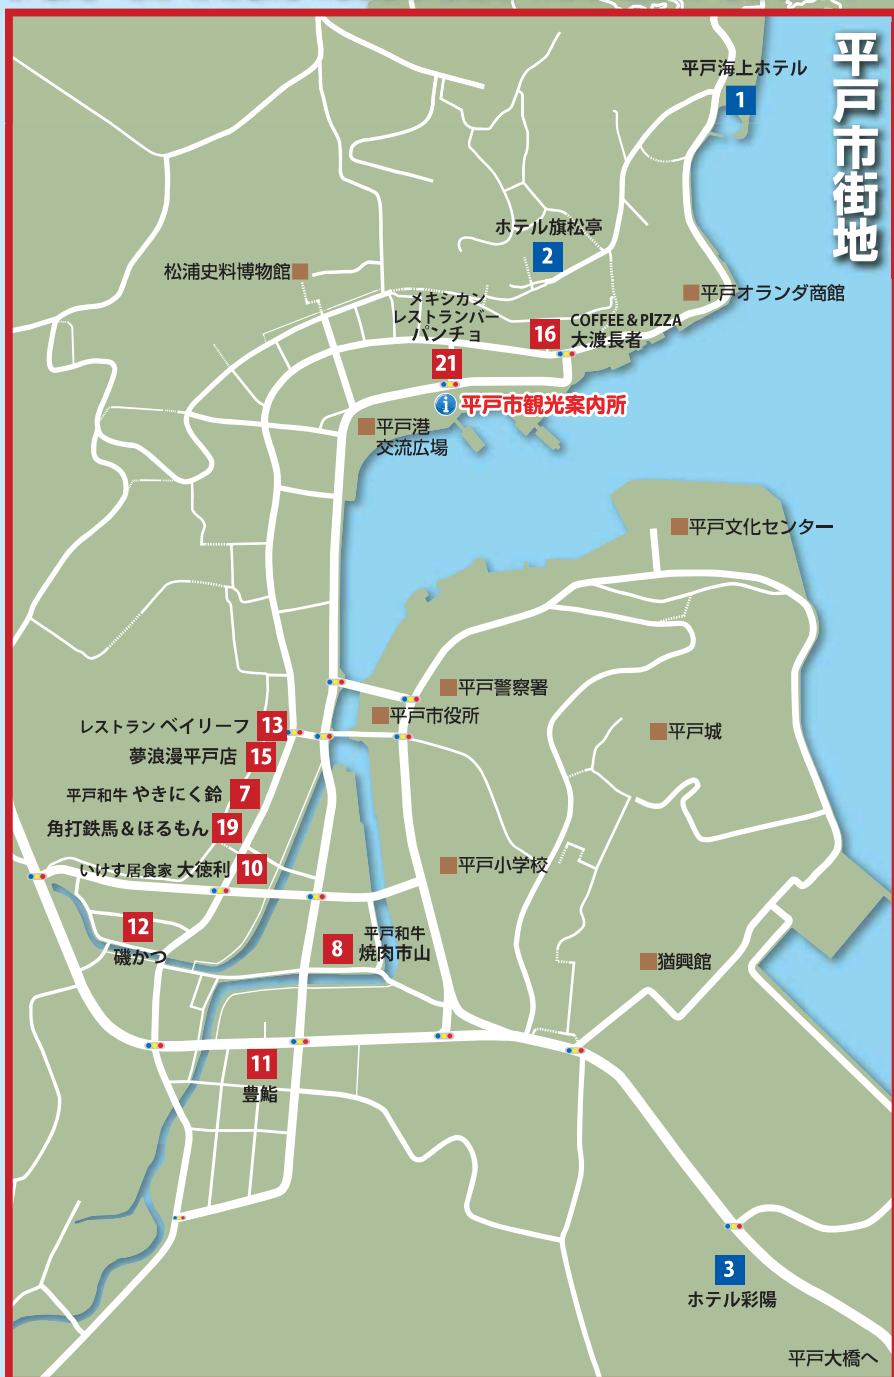 平戸市街地
平戸海上ホテル
1
ホテル旗松亭
2
松浦史料博物館
平戸オランダ商館
メキシカン
レストランバー
パンチョ
21
16
COFFEE&PIZZA
大渡長者
i 平戸市観光案内所
平戸港
交流広場
平戸文化センター
平戸警察署
平戸市役所
平戸城
レストラン ベイリーフ 13
夢浪漫平戸店 15
平戸和牛 やきにく鈴 7
角打鉄馬&ほるもん 19
いけす居食家 大徳利 10
平戸小学校
12
磯かつ
8
平戸和牛
焼肉市山
猶興館
11
豊鮨
3
ホテル彩陽
平戸大橋へ